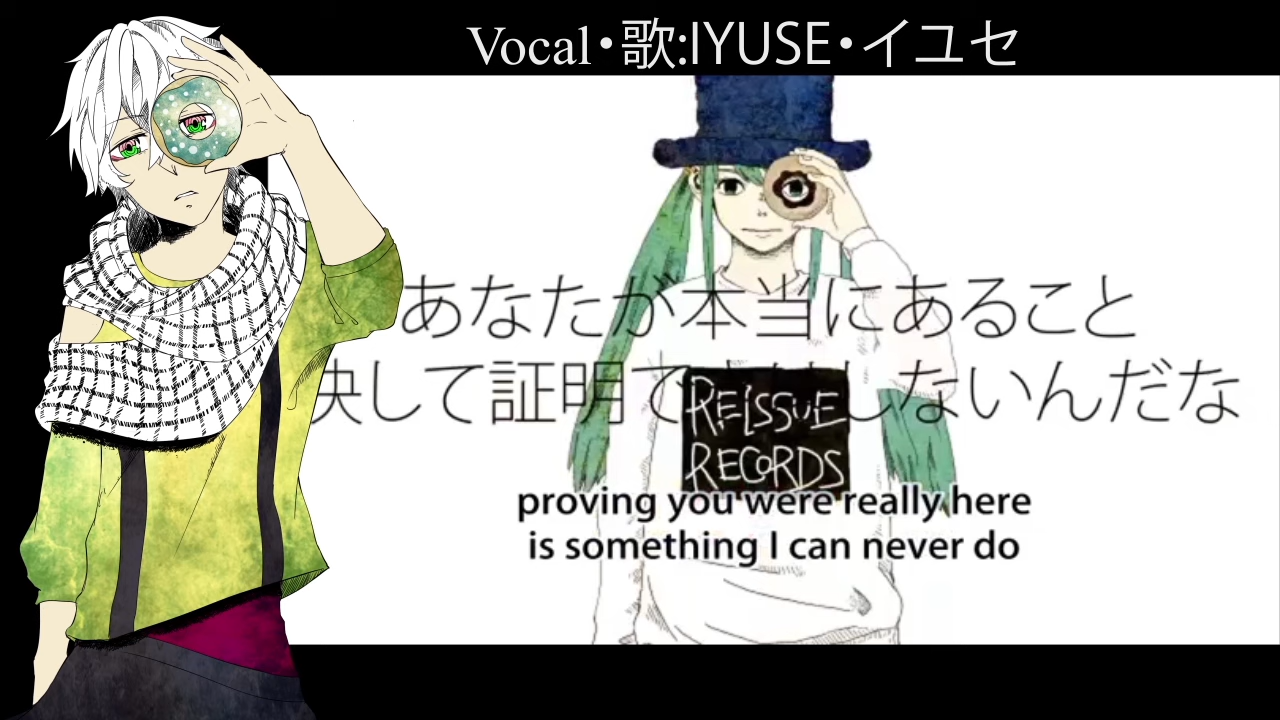 Vocal・歌:IYUSE・イユセ
あなたが本当にあること
決して証明で しないんだな
REISSUE
RECORDS
proving you were really here
is something I can never do